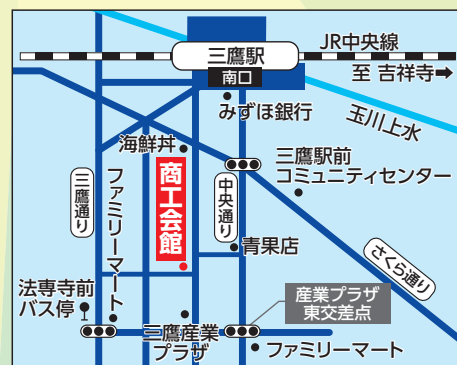 三鷹駅
南口
JR中央線
至 吉祥寺➡
みずほ銀行
玉川上水
海鮮丼
三鷹駅前
コミュニティセンター
三鷹通り
ファミリーマート
商工会館
中央通り
青果店
さくら通り
法専寺前
バス停
産業プラザ
東交差点
三鷹産業
プラザ
ファミリーマート